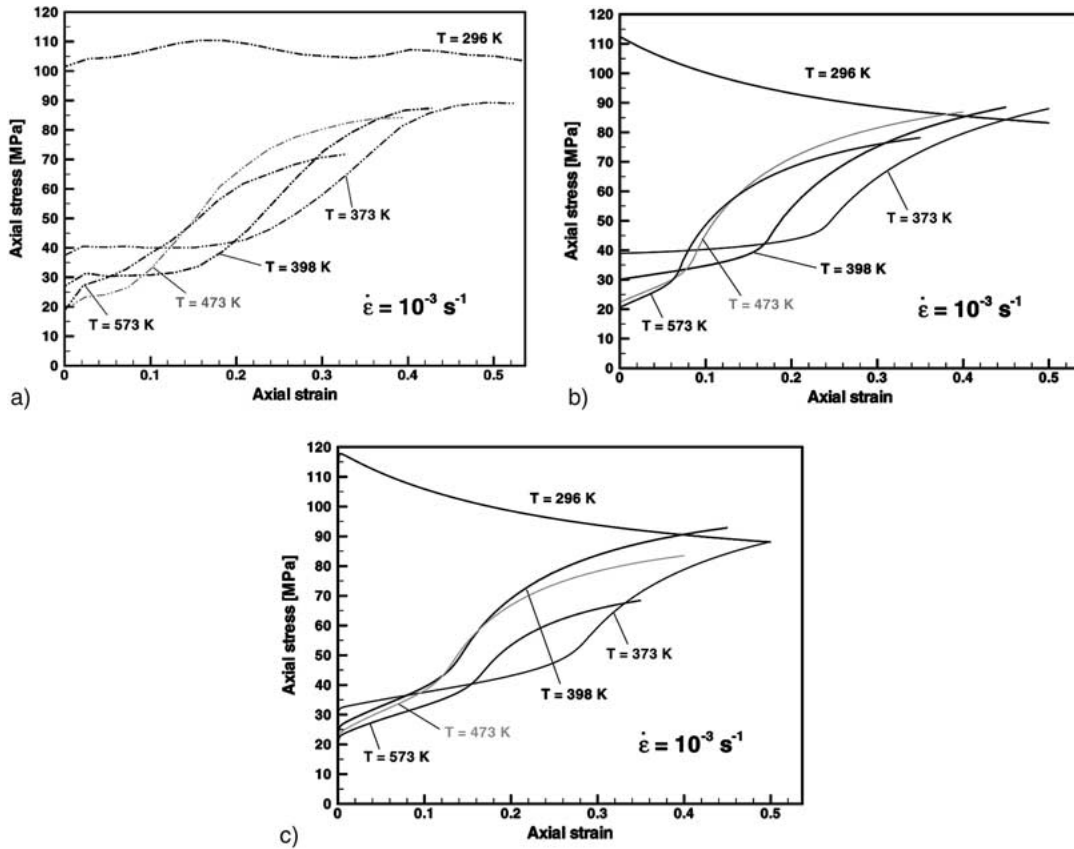 120
110
100
90
80
70
60
50
40
30
20
10
0
Axial stress [MPa]
T = 296 K
T = 373 K
T = 398 K
T = 473 K
T = 573 K
ε̇ = 10⁻³ s⁻¹
0 0.1 0.2 0.3 0.4 0.5
Axial strain
a)
120
110
100
90
80
70
60
50
40
30
20
10
0
Axial stress [MPa]
T = 296 K
T = 373 K
T = 398 K
T = 473 K
T = 573 K
ε̇ = 10⁻³ s⁻¹
0 0.1 0.2 0.3 0.4 0.5
Axial strain
b)
120
110
100
90
80
70
60
50
40
30
20
10
0
Axial stress [MPa]
T = 296 K
T = 373 K
T = 398 K
T = 473 K
T = 573 K
ε̇ = 10⁻³ s⁻¹
0 0.1 0.2 0.3 0.4 0.5
Axial strain
c)